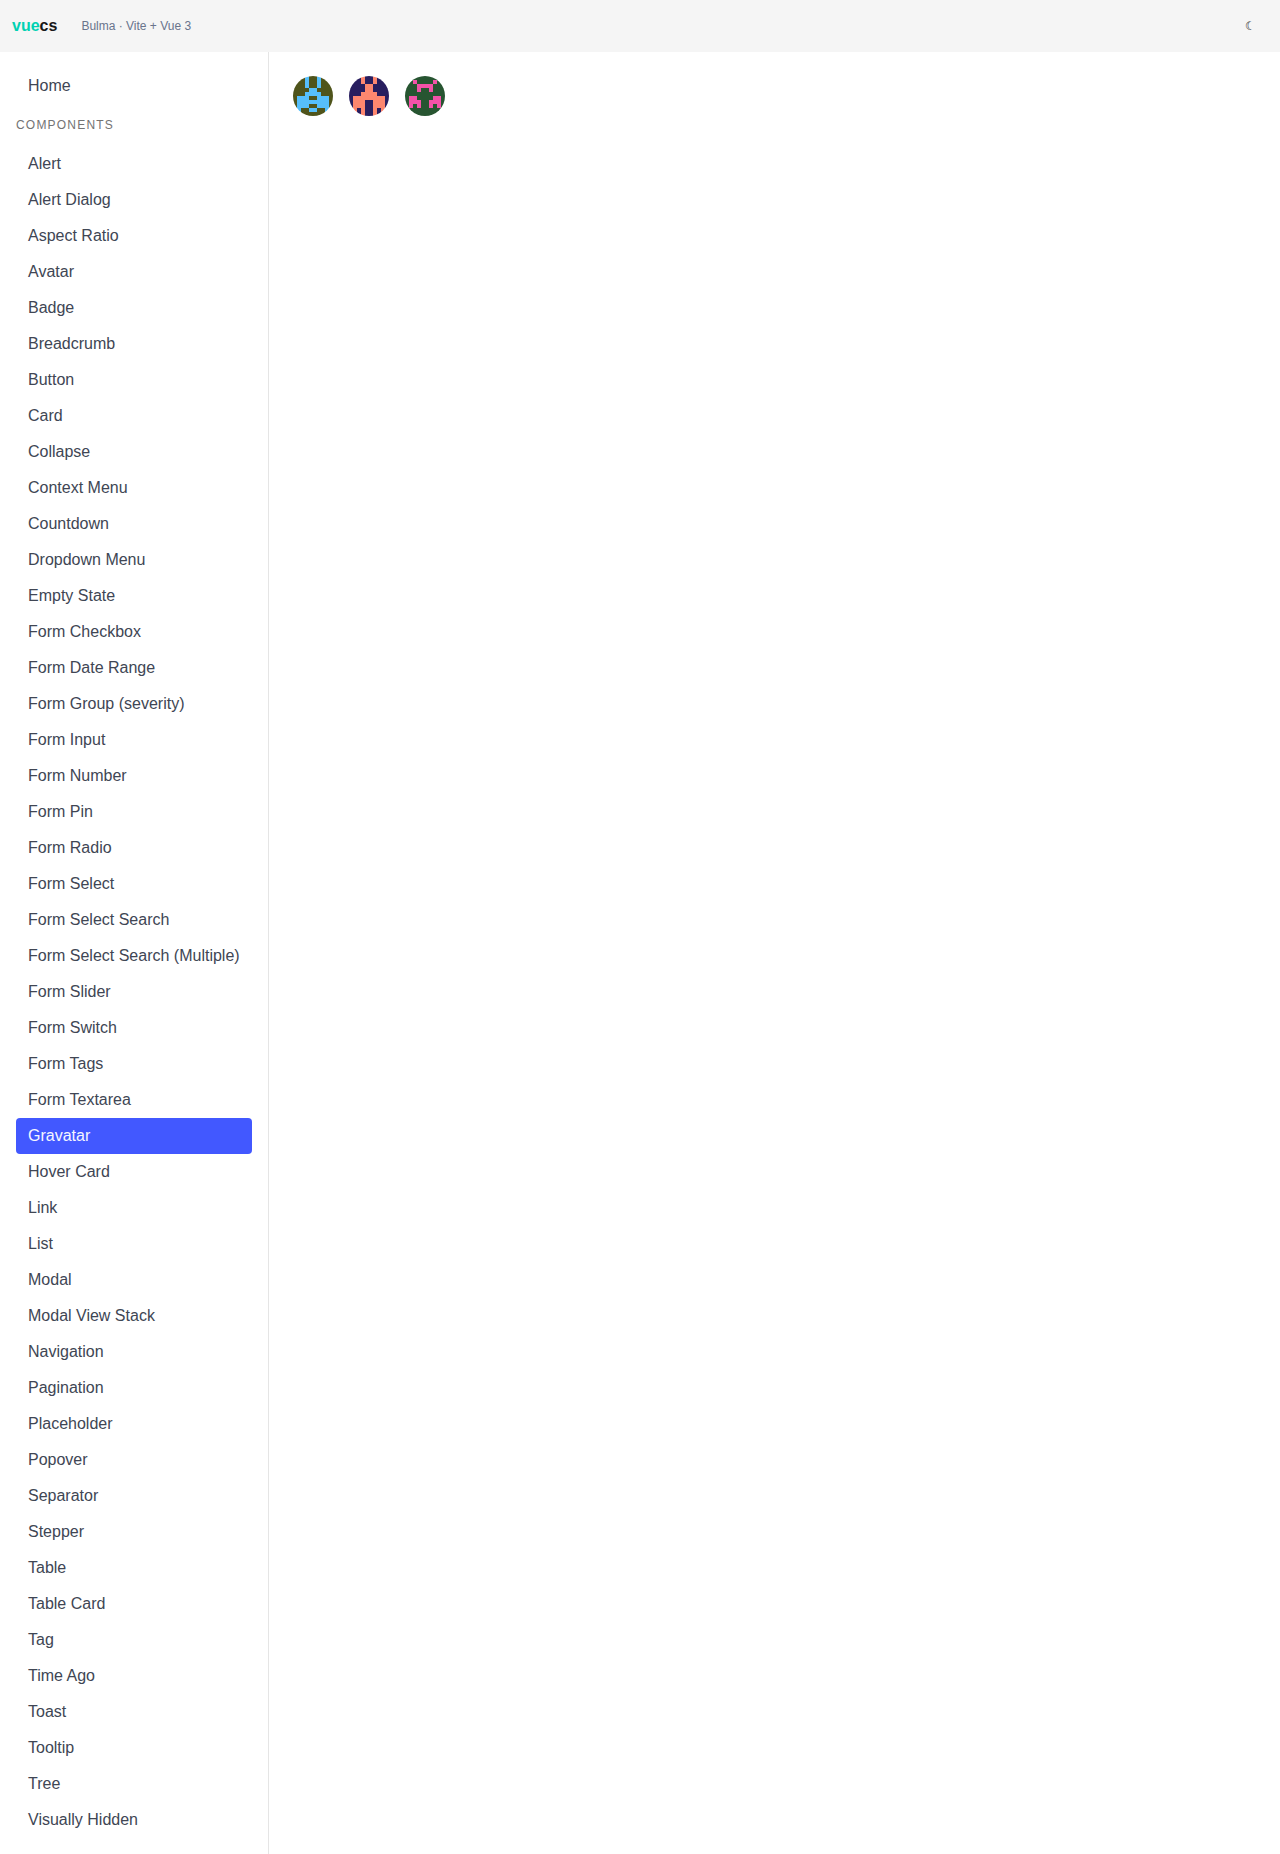 vuecs Bulma · Vite + Vue 3
Home
COMPONENTS
Alert
Alert Dialog
Aspect Ratio
Avatar
Badge
Breadcrumb
Button
Card
Collapse
Context Menu
Countdown
Dropdown Menu
Empty State
Form Checkbox
Form Date Range
Form Group (severity)
Form Input
Form Number
Form Pin
Form Radio
Form Select
Form Select Search
Form Select Search (Multiple)
Form Slider
Form Switch
Form Tags
Form Textarea
Gravatar
Hover Card
Link
List
Modal
Modal View Stack
Navigation
Pagination
Placeholder
Popover
Separator
Stepper
Table
Table Card
Tag
Time Ago
Toast
Tooltip
Tree
Visually Hidden